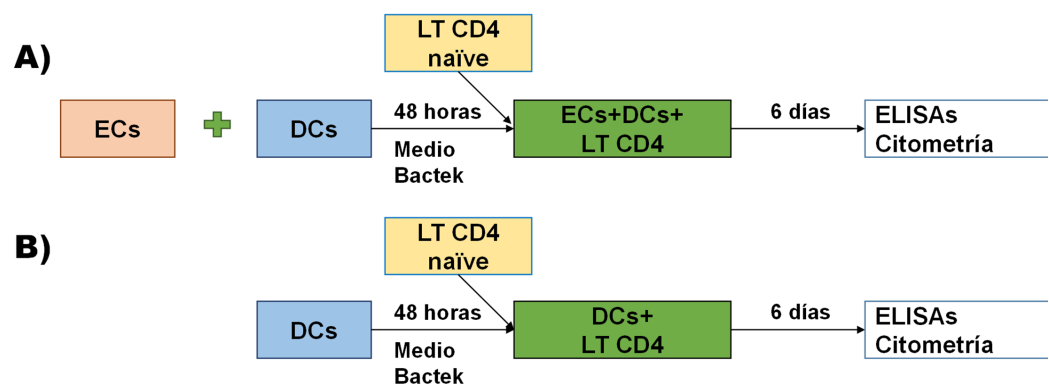 A)
LT CD4
naïve
ECs
DCs
48 horas
Medio
Bactek
ECs+DCs+
LT CD4
6 días
ELISAs
Citometría
B)
LT CD4
naïve
DCs
48 horas
Medio
Bactek
DCs+
LT CD4
6 días
ELISAs
Citometría